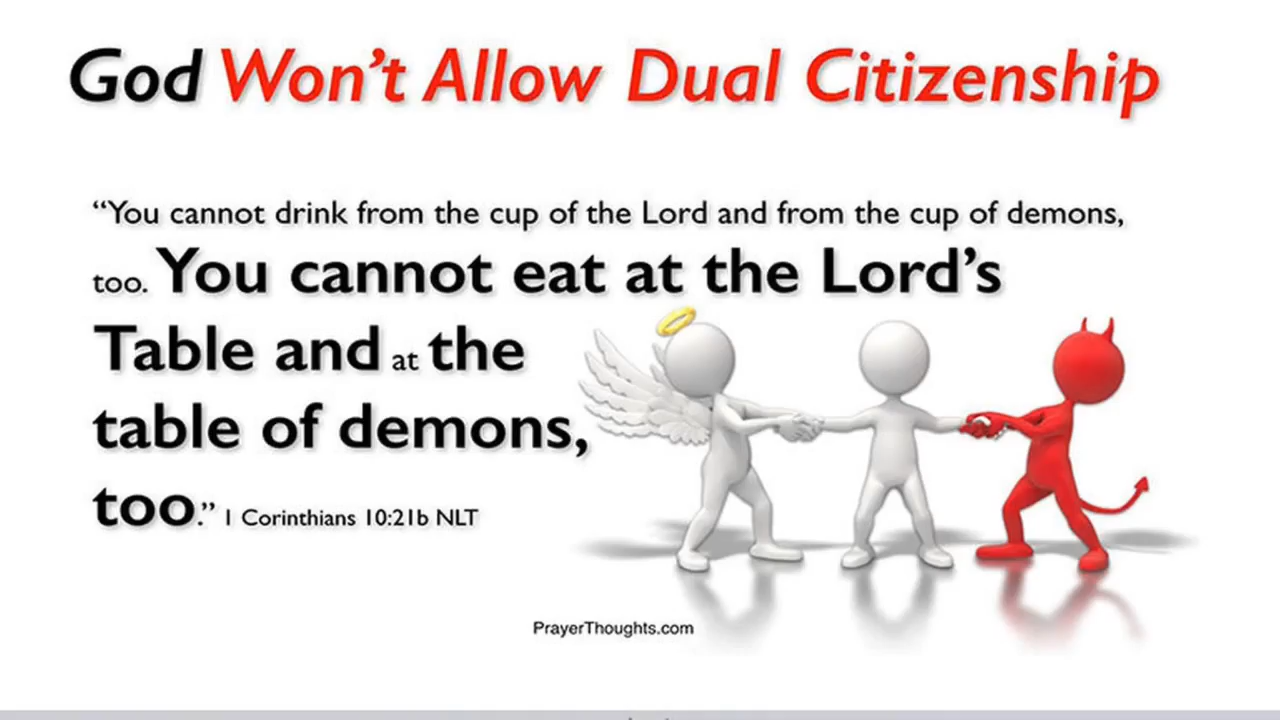 God Won’t Allow Dual Citizenship
“You cannot drink from the cup of the Lord and from the cup of demons,
too. You cannot eat at the Lord’s
Table and at the
table of demons,
too.” 1 Corinthians 10:21b NLT
PrayerThoughts.com